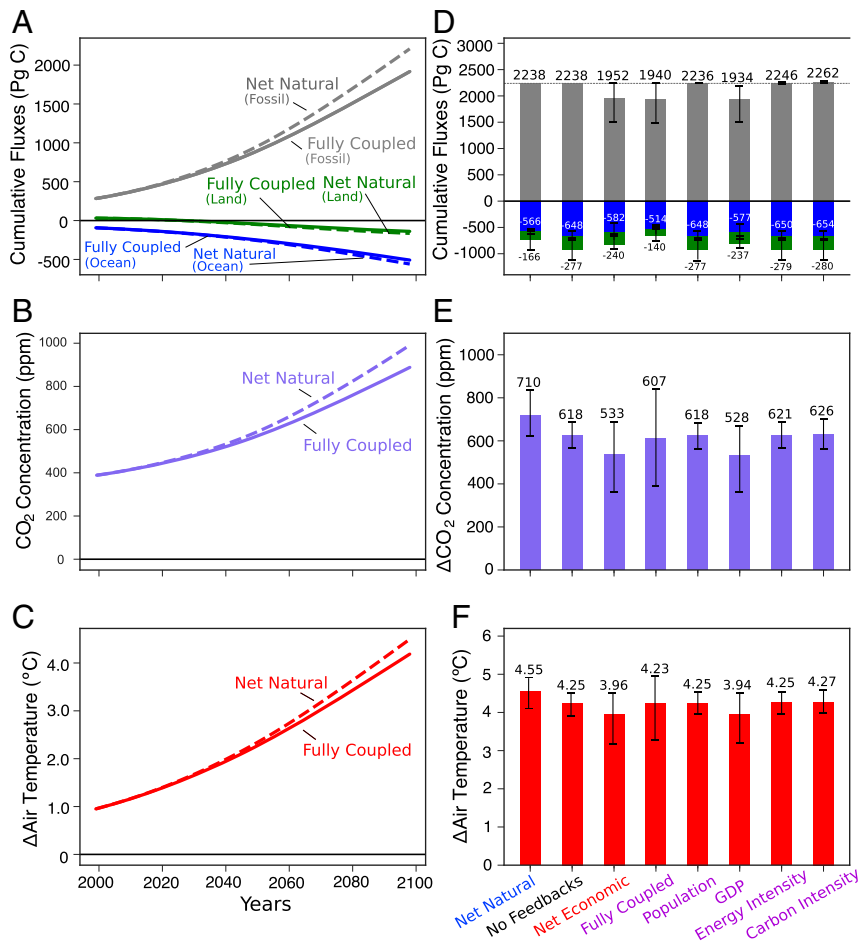 A
Cumulative Fluxes (Pg C)
2000
1500
1000
500
0
-500
Net Natural
(Fossil)
Fully Coupled
(Fossil)
Fully Coupled
(Land)
Net Natural
(Land)
Fully Coupled
(Ocean)
Net Natural
(Ocean)
D
Cumulative Fluxes (Pg C)
3000
2500
2000
1500
1000
500
0
-500
-1000
2238 2238 1952 1940 2236 1934 2246 2262
-566 -648 -582 -514 -648 -577 -650 -654
-166 -277 -240 -140 -277 -237 -279 -280
B
CO2 Concentration (ppm)
1000
800
600
400
200
0
Net Natural
Fully Coupled
E
ΔCO2 Concentration (ppm)
1000
800
600
400
200
0
710 618 533 607 618 528 621 626
C
ΔAir Temperature (°C)
4.0
3.0
2.0
1.0
0
Net Natural
Fully Coupled
2000 2020 2040 2060 2080 2100
Years
F
ΔAir Temperature (°C)
6
5
4
3
2
1
0
4.55 4.25 3.96 4.23 4.25 3.94 4.25 4.27
Net Natural
No Feedbacks
Net Economic
Fully Coupled
Population
GDP
Energy Intensity
Carbon Intensity